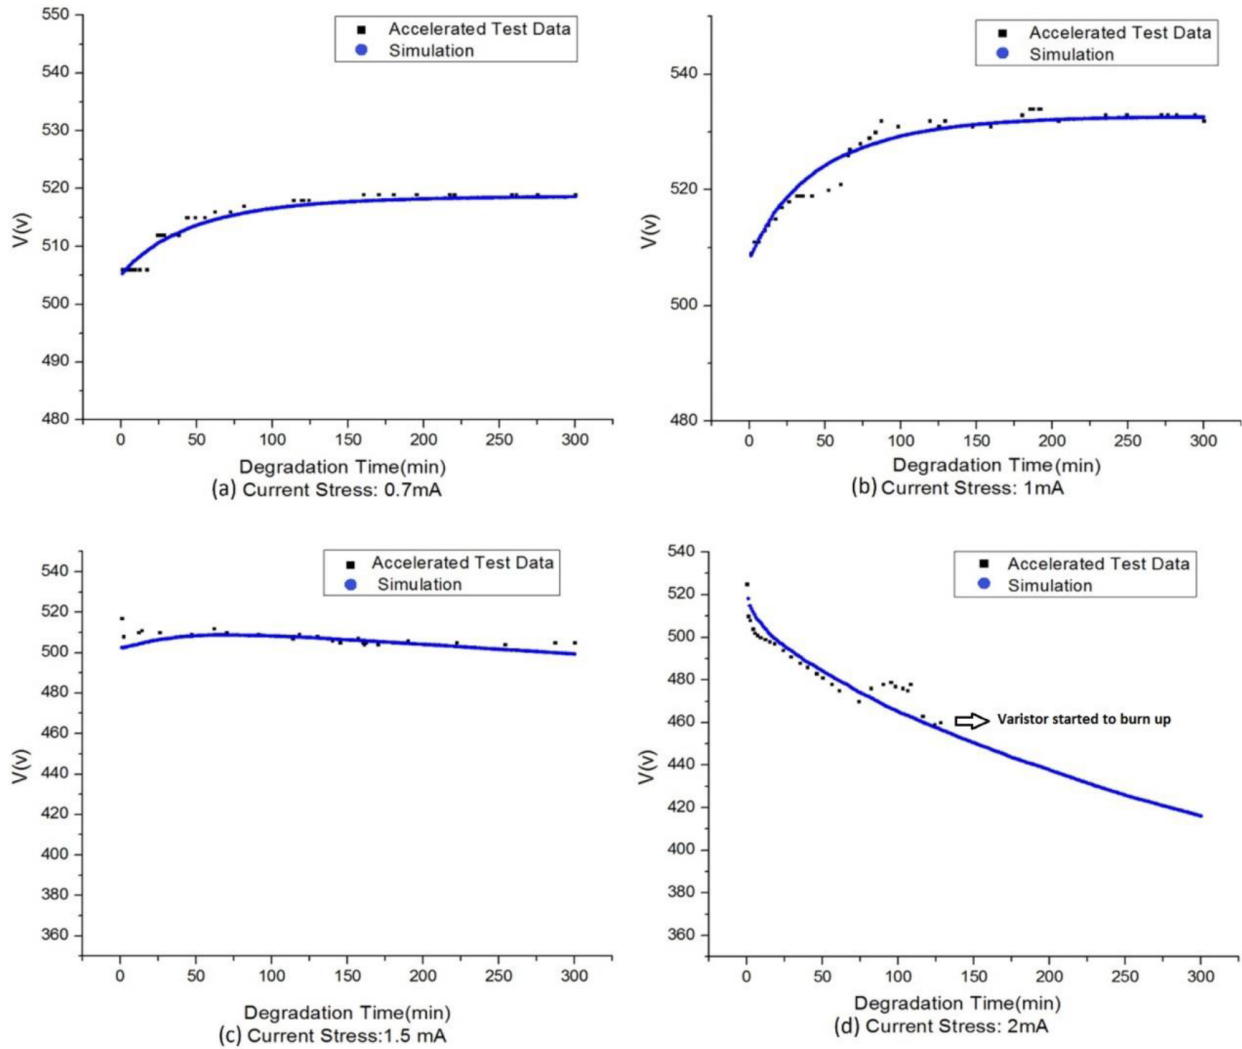 550
540
530
520
510
500
490
480
V(v)
Accelerated Test Data
Simulation
0 50 100 150 200 250 300
Degradation Time(min)
(a) Current Stress: 0.7mA
540
520
500
480
V(v)
Accelerated Test Data
Simulation
0 50 100 150 200 250 300
Degradation Time(min)
(b) Current Stress: 1mA
540
520
510
500
480
490
460
440
420
400
380
360
V(v)
Accelerated Test Data
Simulation
0 50 100 150 200 250 300
Degradation Time(min)
(c) Current Stress:1.5 mA
540
520
500
480
460
440
420
400
380
360
V(v)
Accelerated Test Data
Simulation
Varistor started to burn up
0 50 100 150 200 250 300
Degradation Time(min)
(d) Current Stress: 2mA